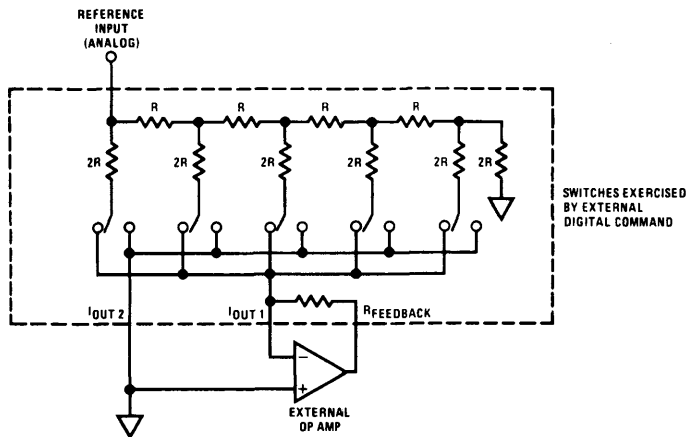 REFERENCE
INPUT
(ANALOG)
R R R R
2R 2R 2R 2R 2R 2R
SWITCHES EXERCISED
BY EXTERNAL
DIGITAL COMMAND
IOUT 2 IOUT 1 RFEEDBACK
−
+
EXTERNAL
OP AMP